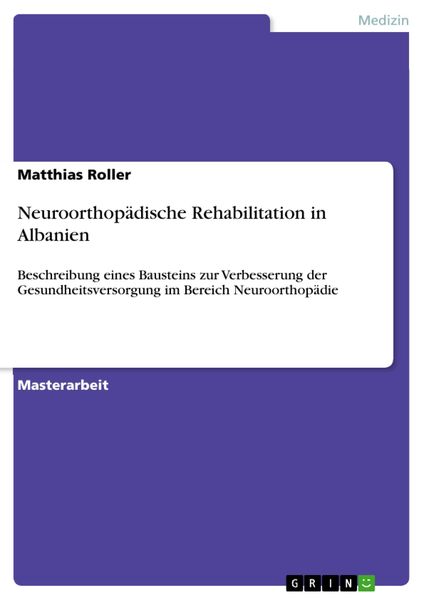 Medizin
Matthias Roller
Neuroorthopädische Rehabilitation in
Albanien
Beschreibung eines Bausteins zur Verbesserung der
Gesundheitsversorgung im Bereich Neuroorthopädie
Masterarbeit
GRIN